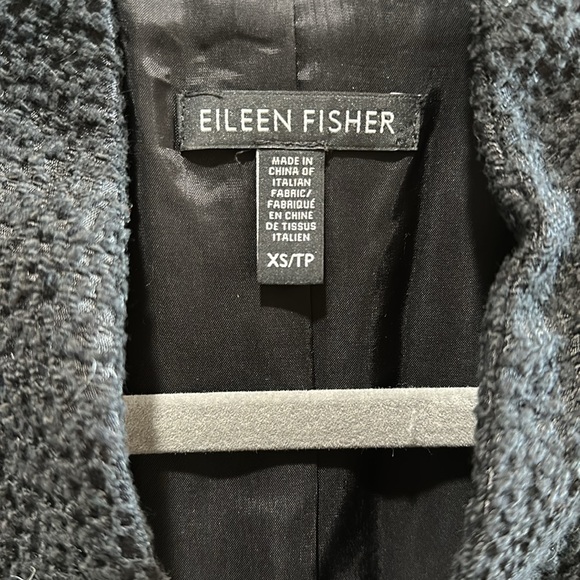 EILEEN FISHER
MADE IN
CHINA OF
ITALIAN
FABRIC/
FABRIQUÉ
EN CHINE
DE TISSUS
ITALIEN
XS/TP